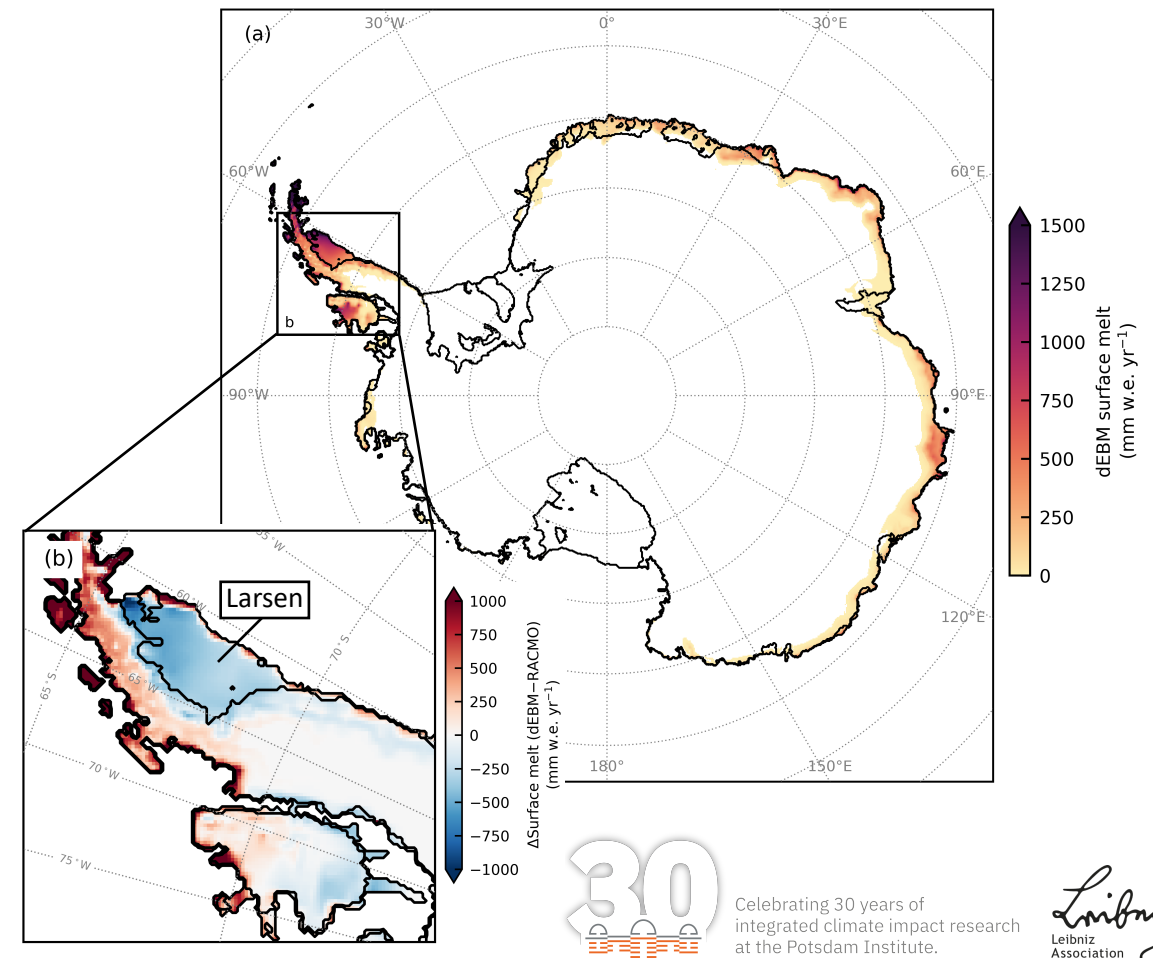 (a)
30°W
0°
30°E
60°W
60°E
90°W
90°E
120°E
180°
150°E
b
1500
1250
1000
750
500
250
0
dEBM surface melt
(mm w.e. yr⁻¹)
(b)
55°W
60°W
Larsen
70°S
65°S
65°W
70°W
75°W
1000
750
500
250
0
−250
−500
−750
−1000
ΔSurface melt (dEBM−RACMO)
(mm w.e. yr⁻¹)
30
Celebrating 30 years of
integrated climate impact research
at the Potsdam Institute.
Leibniz
Association